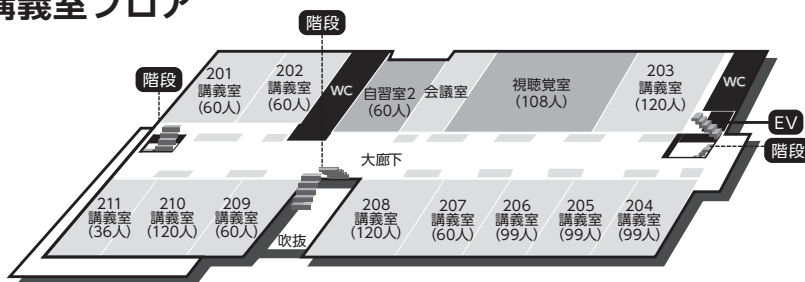 講義室フロア
階段
階段
201
講義室
(60人)
202
講義室
(60人)
WC
自習室2
(60人)
会議室
視聴覚室
(108人)
203
講義室
(120人)
WC
EV
階段
大廊下
211
講義室
(36人)
210
講義室
(120人)
209
講義室
(60人)
吹抜
208
講義室
(120人)
207
講義室
(60人)
206
講義室
(99人)
205
講義室
(99人)
204
講義室
(99人)